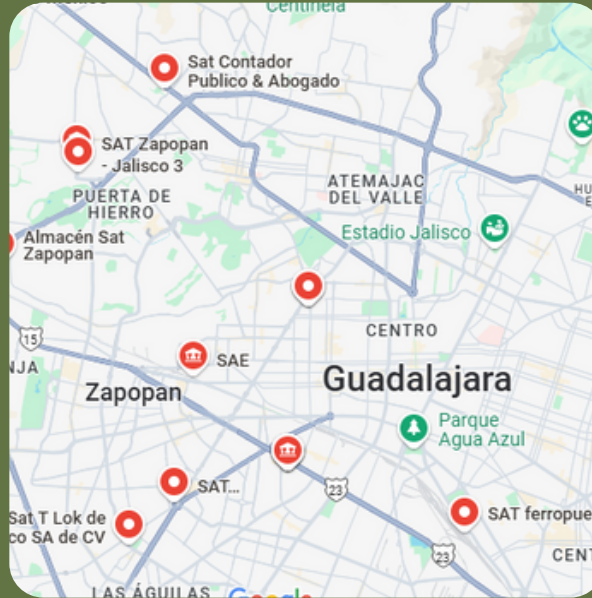 Centinela
Sat Contador
Publico & Abogado
SAT Zapopan
- Jalisco 3
PUERTA DE
HIERRO
ATEMAJAC
DEL VALLE
Estadio Jalisco
Almacén Sat
Zapopan
CENTRO
15
SAE
Zapopan
Guadalajara
Parque
Agua Azul
SAT...
23
Sat T Lok de
co SA de CV
SAT ferropue
23
CENT
LAS ÁGUILAS
Google